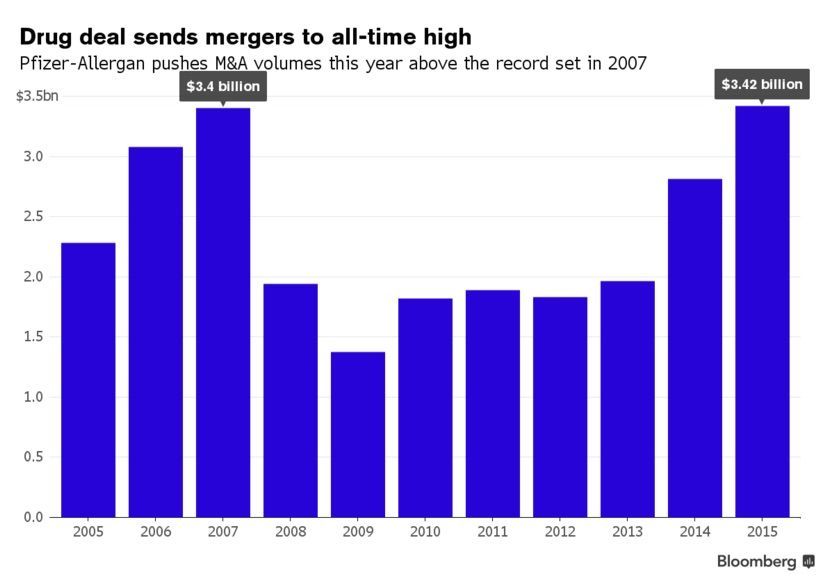 Drug deal sends mergers to all-time high
Pfizer-Allergan pushes M&A volumes this year above the record set in 2007
$3.4 billion
$3.42 billion
$3.5bn
3.0
2.5
2.0
1.5
1.0
0.5
0.0
2005 2006 2007 2008 2009 2010 2011 2012 2013 2014 2015
Bloomberg